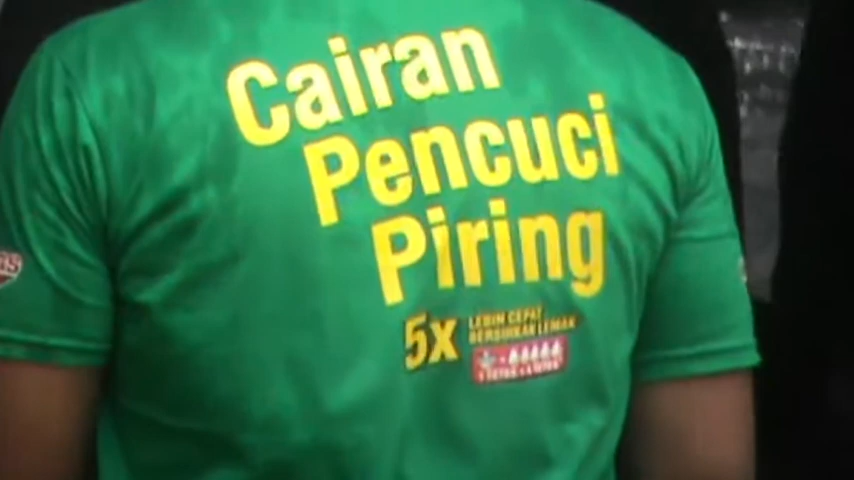 Cairan
Pencuci
Piring
5x
LEBIH CEPAT
BERSIHKAN LEMAK